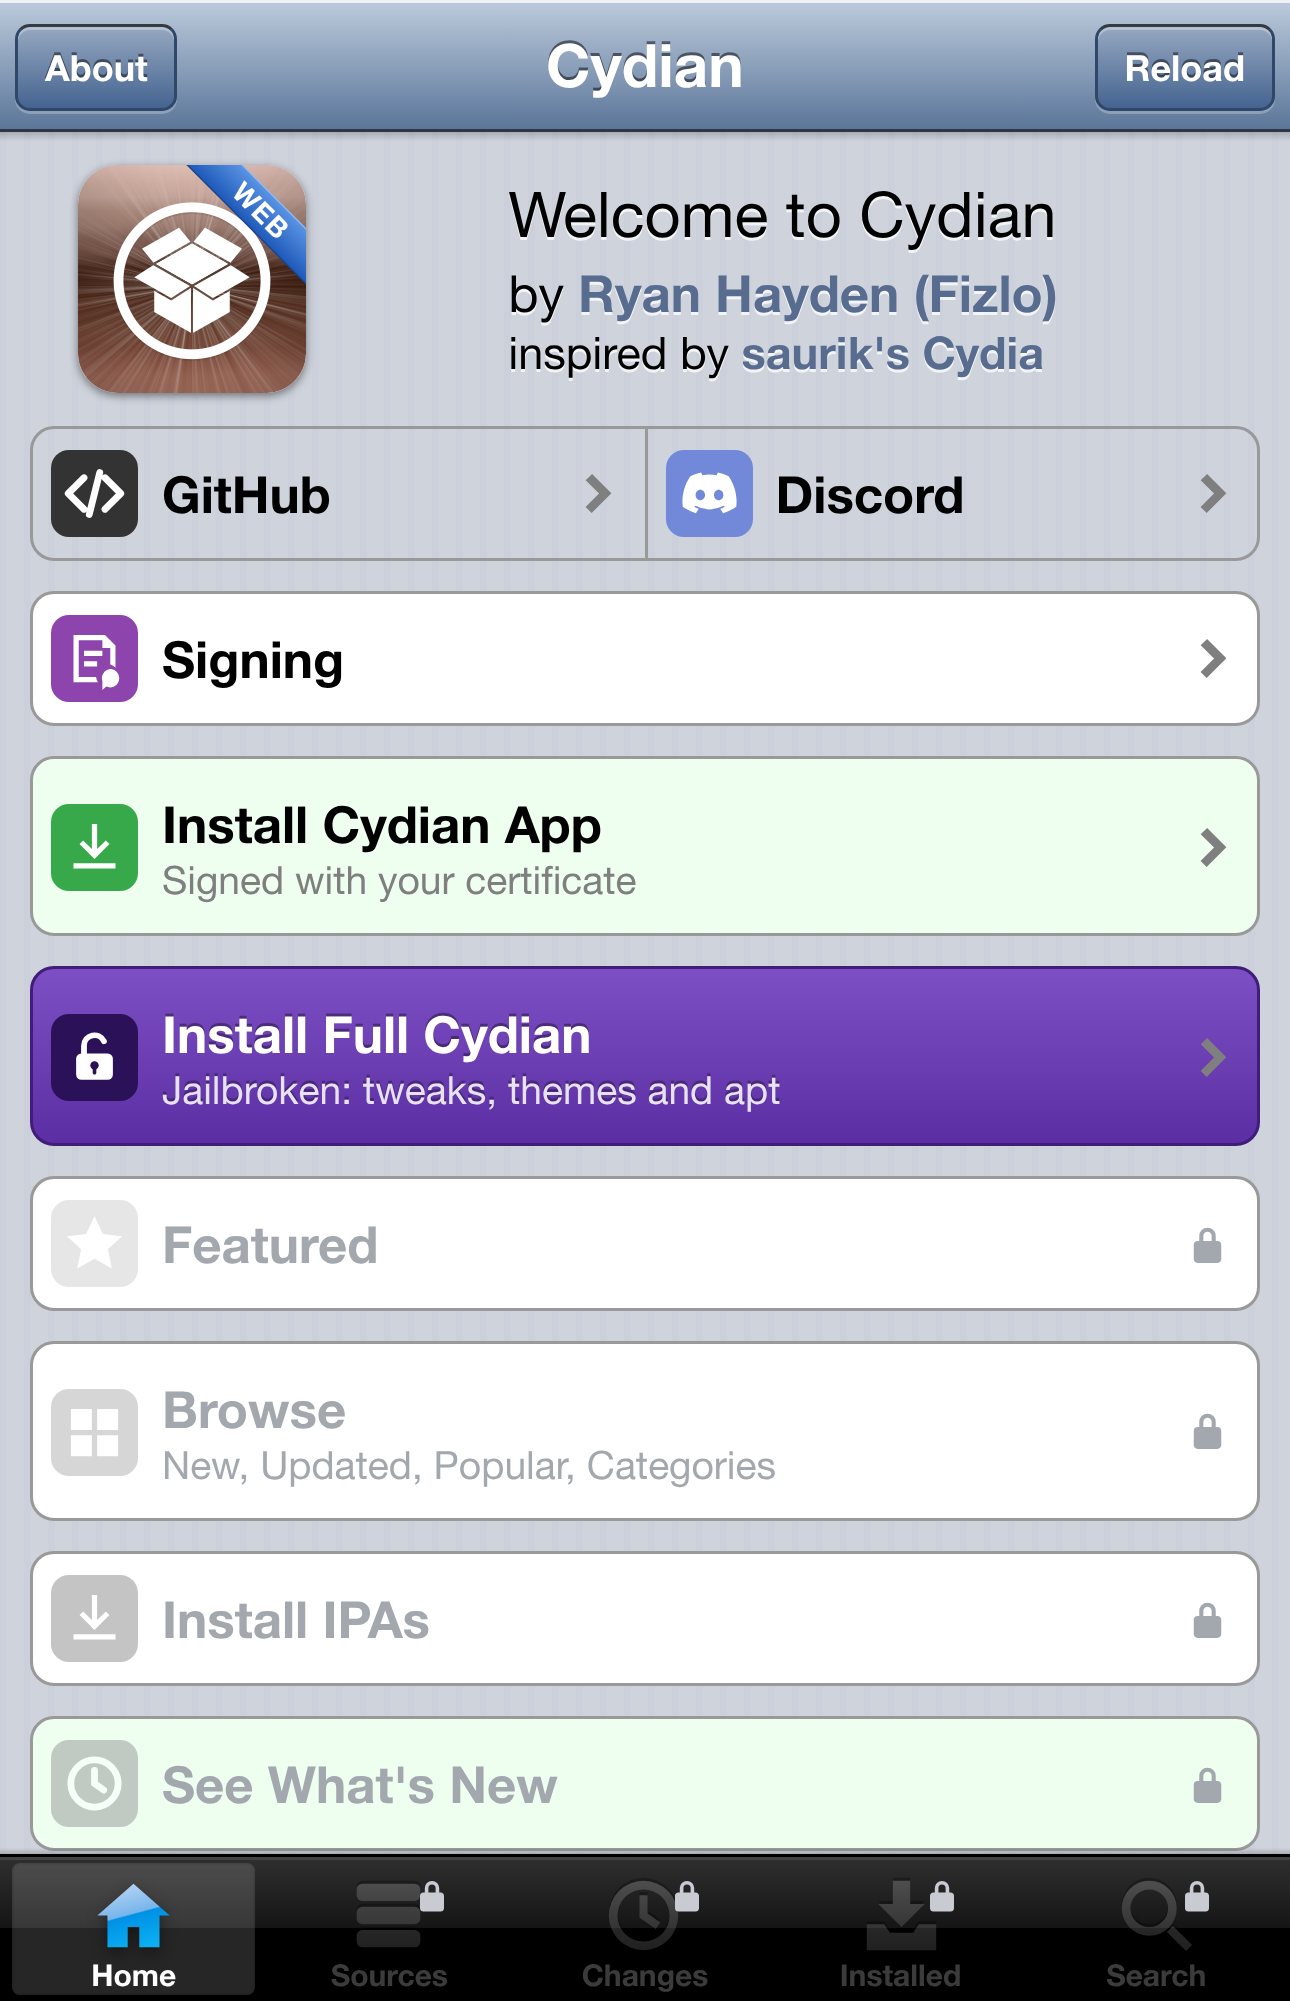 About
Cydian
Reload
WEB
Welcome to Cydian
by Ryan Hayden (Fizlo)
inspired by saurik's Cydia
GitHub
Discord
Signing
Install Cydian App
Signed with your certificate
Install Full Cydian
Jailbroken: tweaks, themes and apt
Featured
Browse
New, Updated, Popular, Categories
Install IPAs
See What's New
Home
Sources
Changes
Installed
Search